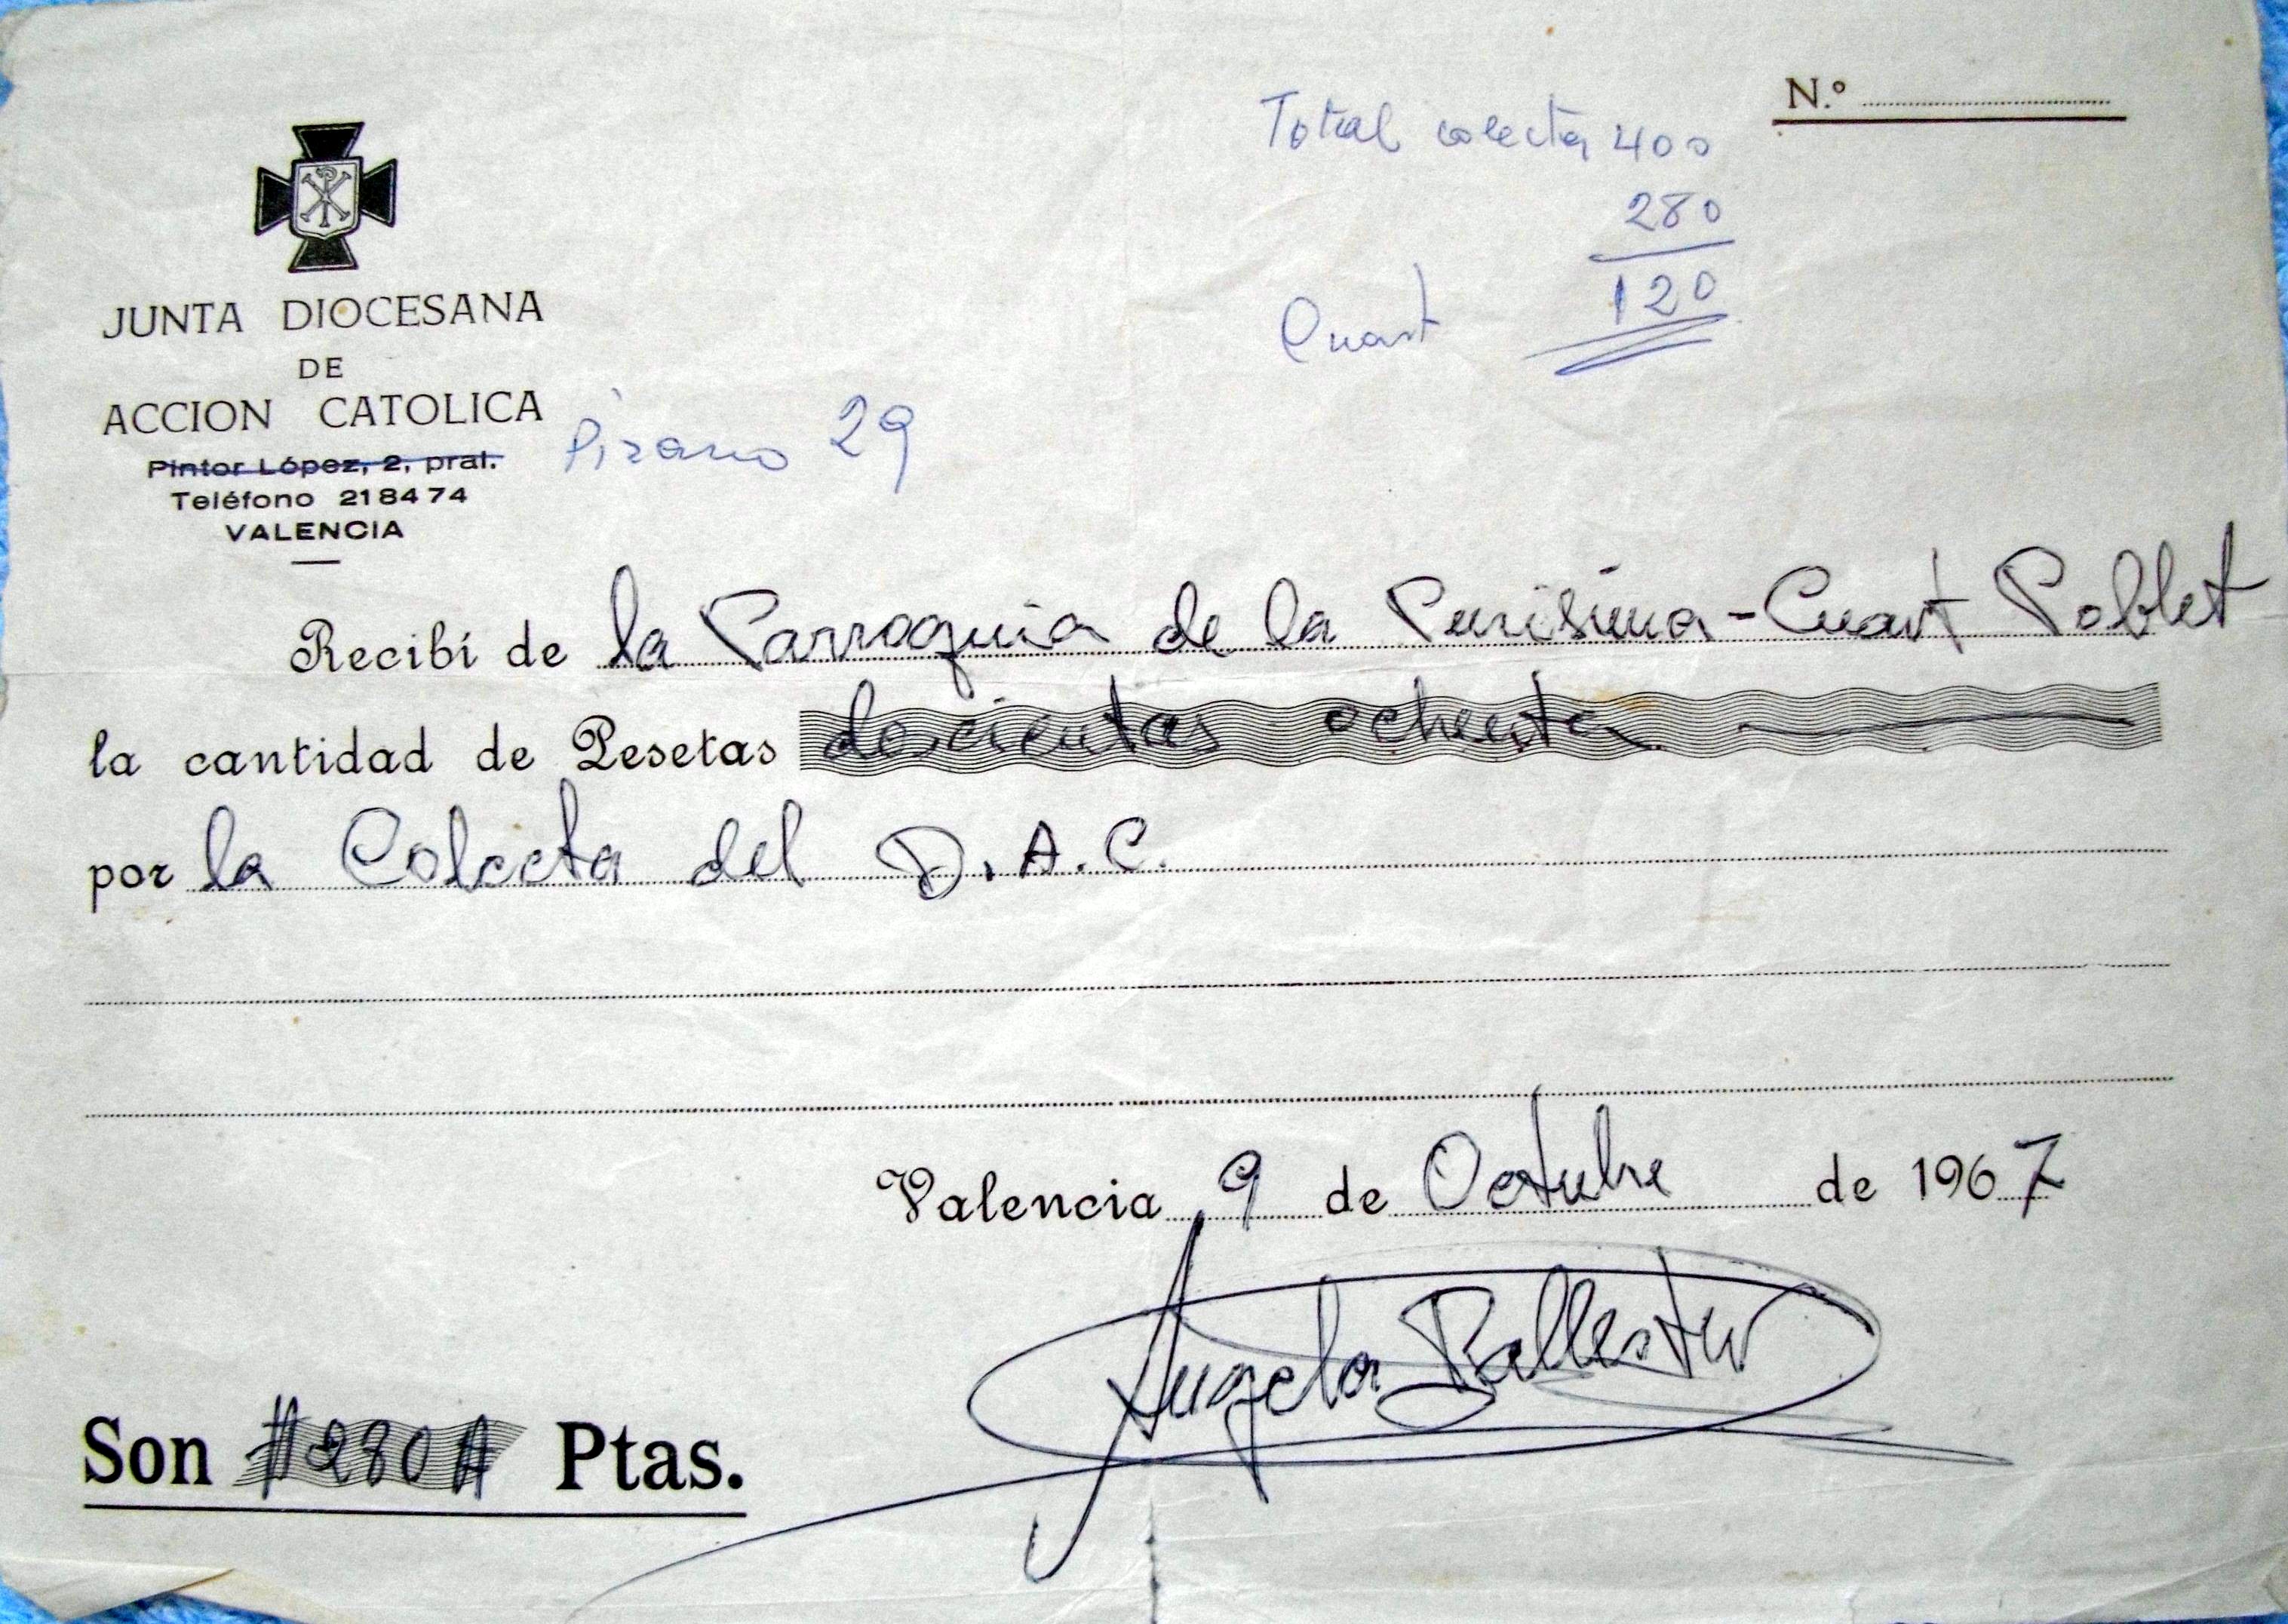 N.º
Total colecta 400
280
120
Cuart
JUNTA DIOCESANA
DE
ACCION CATOLICA
Pintor López, 2, pral.
Pizarro 29
Teléfono 218474
VALENCIA
Recibí de la Parroquia de la Purísima - Cuart Poblet
la cantidad de Pesetas doscientas ochenta
por la Colecta del D.A.C.
Valencia 9 de Octubre de 1967
Angela Ballester
Son #280# Ptas.